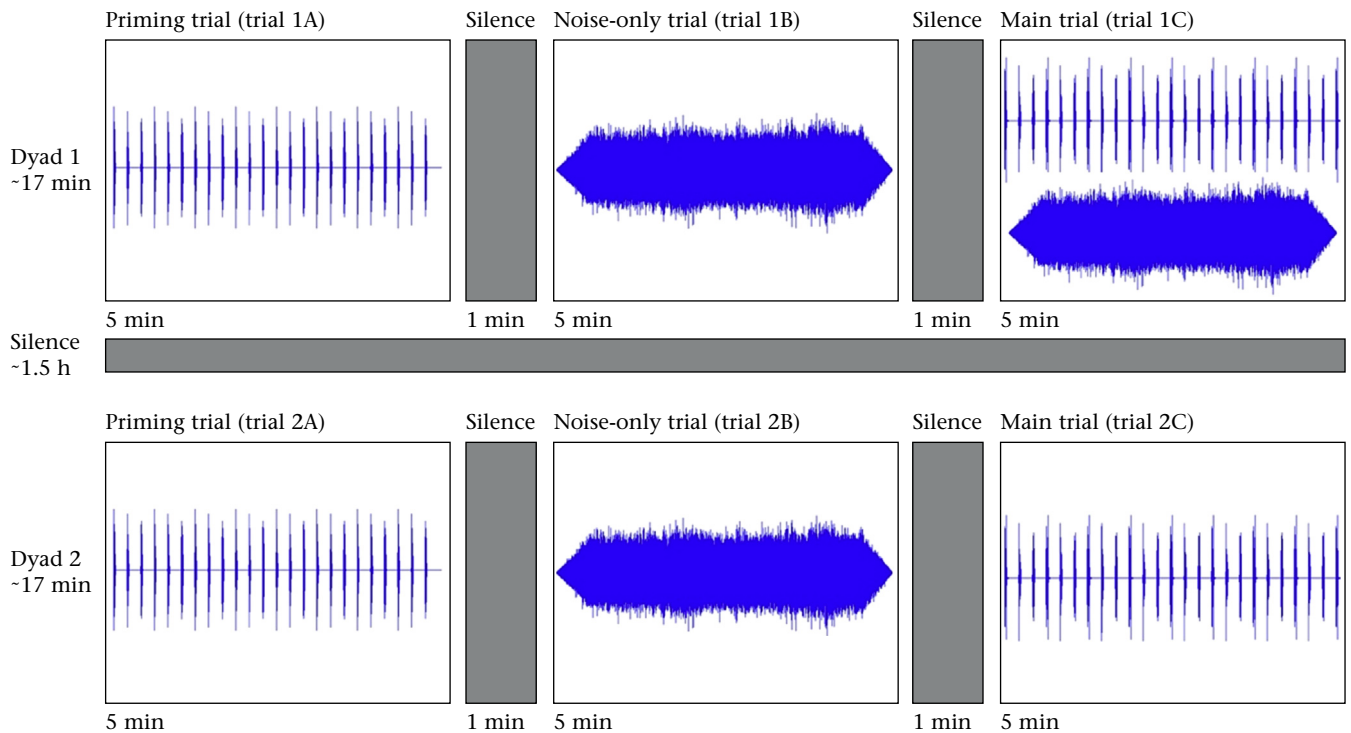 Priming trial (trial 1A)
Silence
Noise-only trial (trial 1B)
Silence
Main trial (trial 1C)
Dyad 1
~17 min
5 min
1 min
5 min
1 min
5 min
Silence
~1.5 h
Priming trial (trial 2A)
Silence
Noise-only trial (trial 2B)
Silence
Main trial (trial 2C)
Dyad 2
~17 min
5 min
1 min
5 min
1 min
5 min